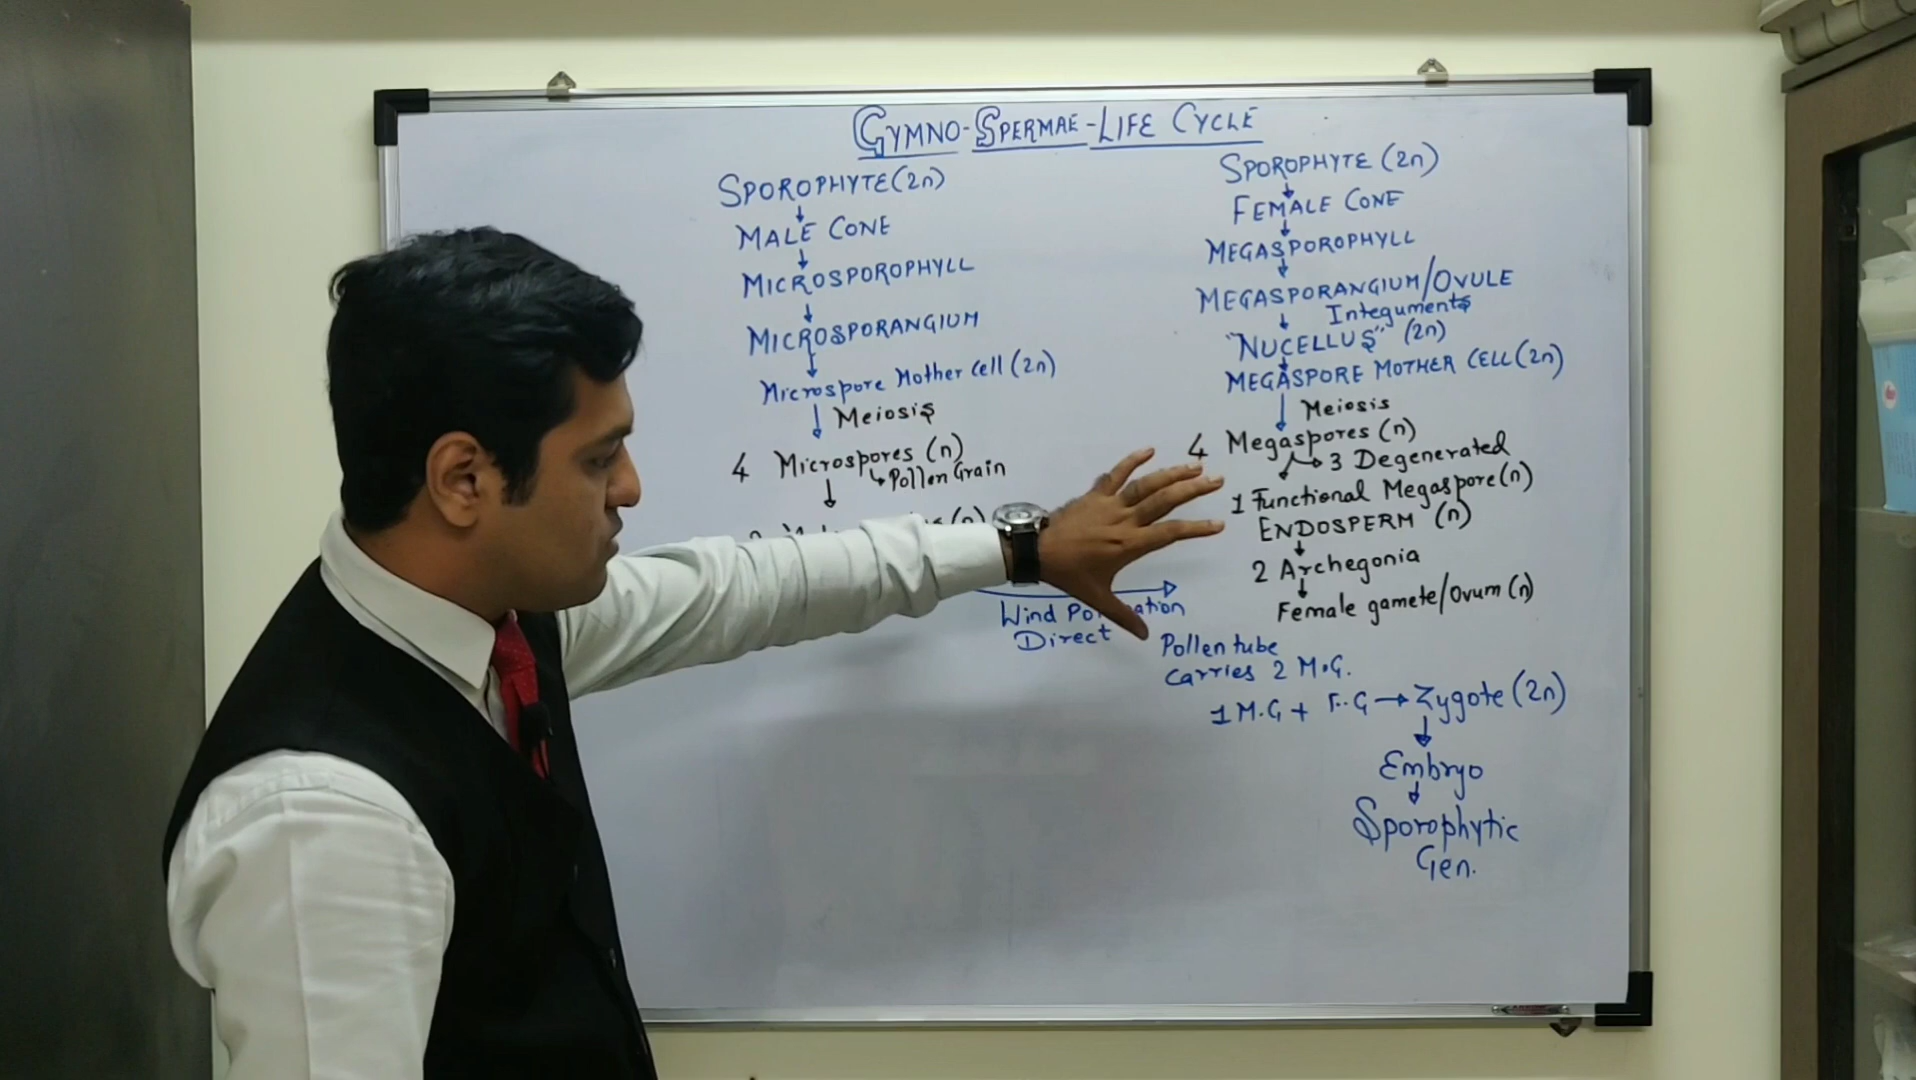 GYMNO-SPERMAE-LIFE CYCLE
SPOROPHYTE(2n)
MALE CONE
MICROSPOROPHYLL
MICROSPORANGIUM
Microspore Mother Cell (2n)
Meiosis
4 Microspores (n)
Pollen Grain
(n)
Wind
Direct
SPOROPHYTE (2n)
FEMALE CONE
MEGASPOROPHYLL
MEGASPORANGIUM/OVULE
Integuments
"NUCELLUS" (2n)
MEGASPORE MOTHER CELL(2n)
Meiosis
4 Megaspores (n)
3 Degenerated
1 Functional Megaspore(n)
ENDOSPERM (n)
2 Archegonia
Female gamete/Ovum (n)
Pollen tube
carries 2 M.G.
1 M.G + F.G → Zygote (2n)
Embryo
Sporophytic
Gen.